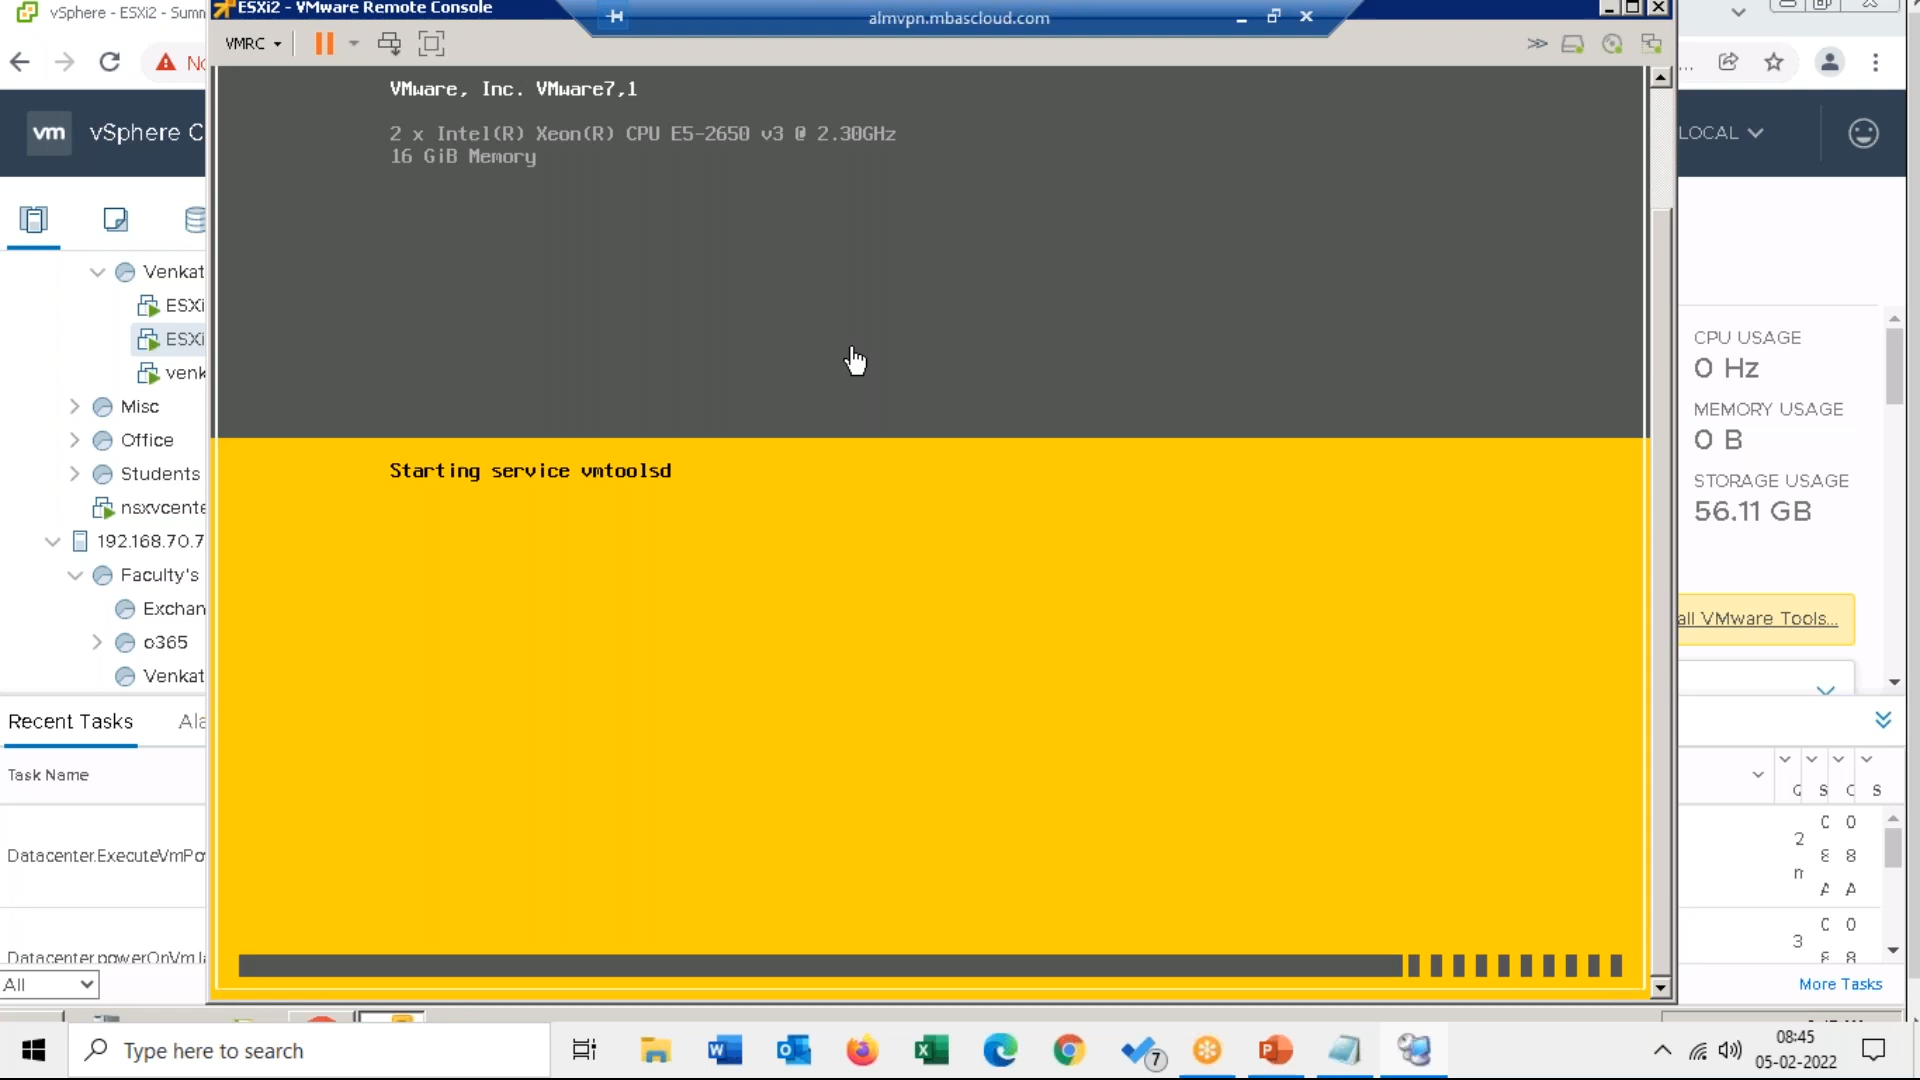 vSphere - ESXi2 - Sumn
ESXi2 - VMware Remote Console
almvpn.mbascloud.com
VMRC
vm
vSphere C
LOCAL
VMware, Inc. VMware7,1
2 x Intel(R) Xeon(R) CPU E5-2650 v3 @ 2.30GHz
16 GiB Memory
Venkat
ESXi
ESXi
venk
Misc
Office
Students
nsxvcente
192.168.70.7
Faculty's
Exchan
o365
Venkat
Starting service vmtoolsd
CPU USAGE
0 Hz
MEMORY USAGE
0 B
STORAGE USAGE
56.11 GB
all VMware Tools...
Recent Tasks
Ala
Task Name
Datacenter.ExecuteVmPo
Datacenter.powerOnVm.la
All
More Tasks
Type here to search
7
08:45
05-02-2022